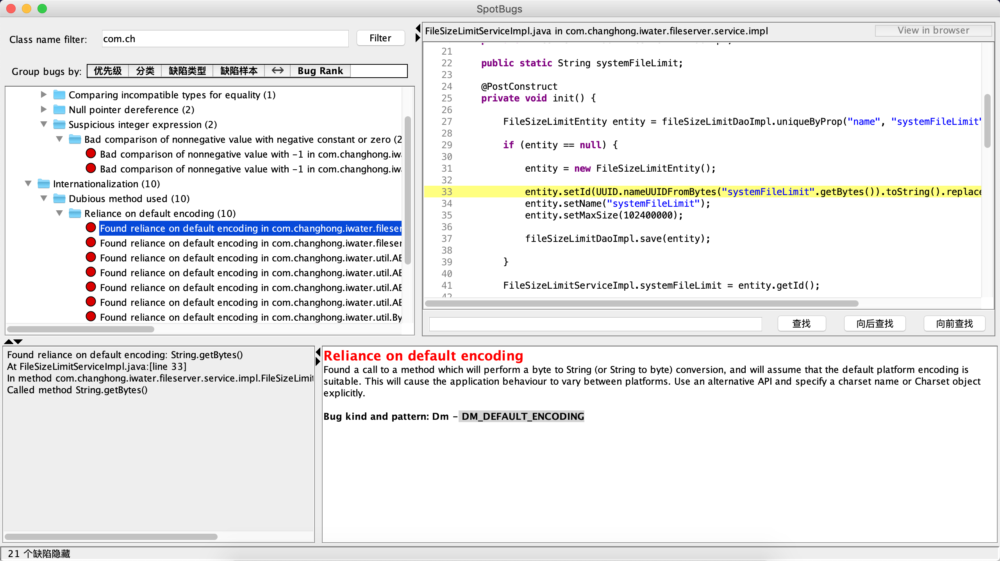 SpotBugs
Class name filter:
com.ch
Filter
Group bugs by:
优先级 分类 缺陷类型 缺陷样本 <-> Bug Rank
Comparing incompatible types for equality (1)
Null pointer dereference (2)
Suspicious integer expression (2)
Bad comparison of nonnegative value with negative constant or zero (2
Bad comparison of nonnegative value with -1 in com.changhong.iw
Bad comparison of nonnegative value with -1 in com.changhong.iw
Internationalization (10)
Dubious method used (10)
Reliance on default encoding (10)
Found reliance on default encoding in com.changhong.iwater.fileser
Found reliance on default encoding in com.changhong.iwater.fileser
Found reliance on default encoding in com.changhong.iwater.util.AE
Found reliance on default encoding in com.changhong.iwater.util.AE
Found reliance on default encoding in com.changhong.iwater.util.AE
Found reliance on default encoding in com.changhong.iwater.util.AE
Found reliance on default encoding in com.changhong.iwater.util.By
FileSizeLimitServiceImpl.java in com.changhong.iwater.fileserver.service.impl
View in browser
21
22 public static String systemFileLimit;
23
24 @PostConstruct
25 private void init() {
26
27 FileSizeLimitEntity entity = fileSizeLimitDaoImpl.uniqueByProp("name", "systemFileLimit"
28
29 if (entity == null) {
30
31 entity = new FileSizeLimitEntity();
32
33 entity.setId(UUID.nameUUIDFromBytes("systemFileLimit".getBytes()).toString().replace
34 entity.setName("systemFileLimit");
35 entity.setMaxSize(102400000);
36
37 fileSizeLimitDaoImpl.save(entity);
38
39 }
40
41 FileSizeLimitServiceImpl.systemFileLimit = entity.getId();
42
查找
向后查找
向前查找
Found reliance on default encoding: String.getBytes()
At FileSizeLimitServiceImpl.java:[line 33]
In method com.changhong.iwater.fileserver.service.impl.FileSizeLimit
Called method String.getBytes()
Reliance on default encoding
Found a call to a method which will perform a byte to String (or String to byte) conversion, and will assume that the default platform encoding is
suitable. This will cause the application behaviour to vary between platforms. Use an alternative API and specify a charset name or Charset object
explicitly.
Bug kind and pattern: Dm - DM_DEFAULT_ENCODING
21 个缺陷隐藏